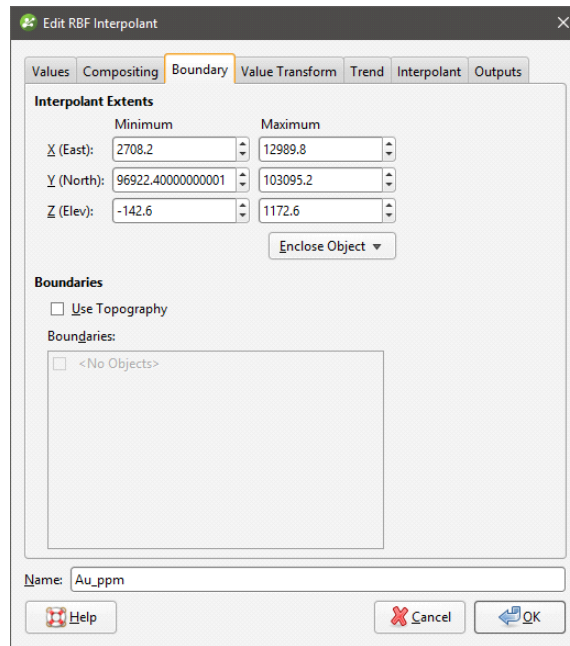 Edit RBF Interpolant
Values Compositing Boundary Value Transform Trend Interpolant Outputs
Interpolant Extents
Minimum Maximum
X (East): 2708.2 12989.8
Y (North): 96922.40000000001 103095.2
Z (Elev): -142.6 1172.6
Enclose Object
Boundaries
Use Topography
Boundaries:
<No Objects>
Name: Au_ppm
Help Cancel OK